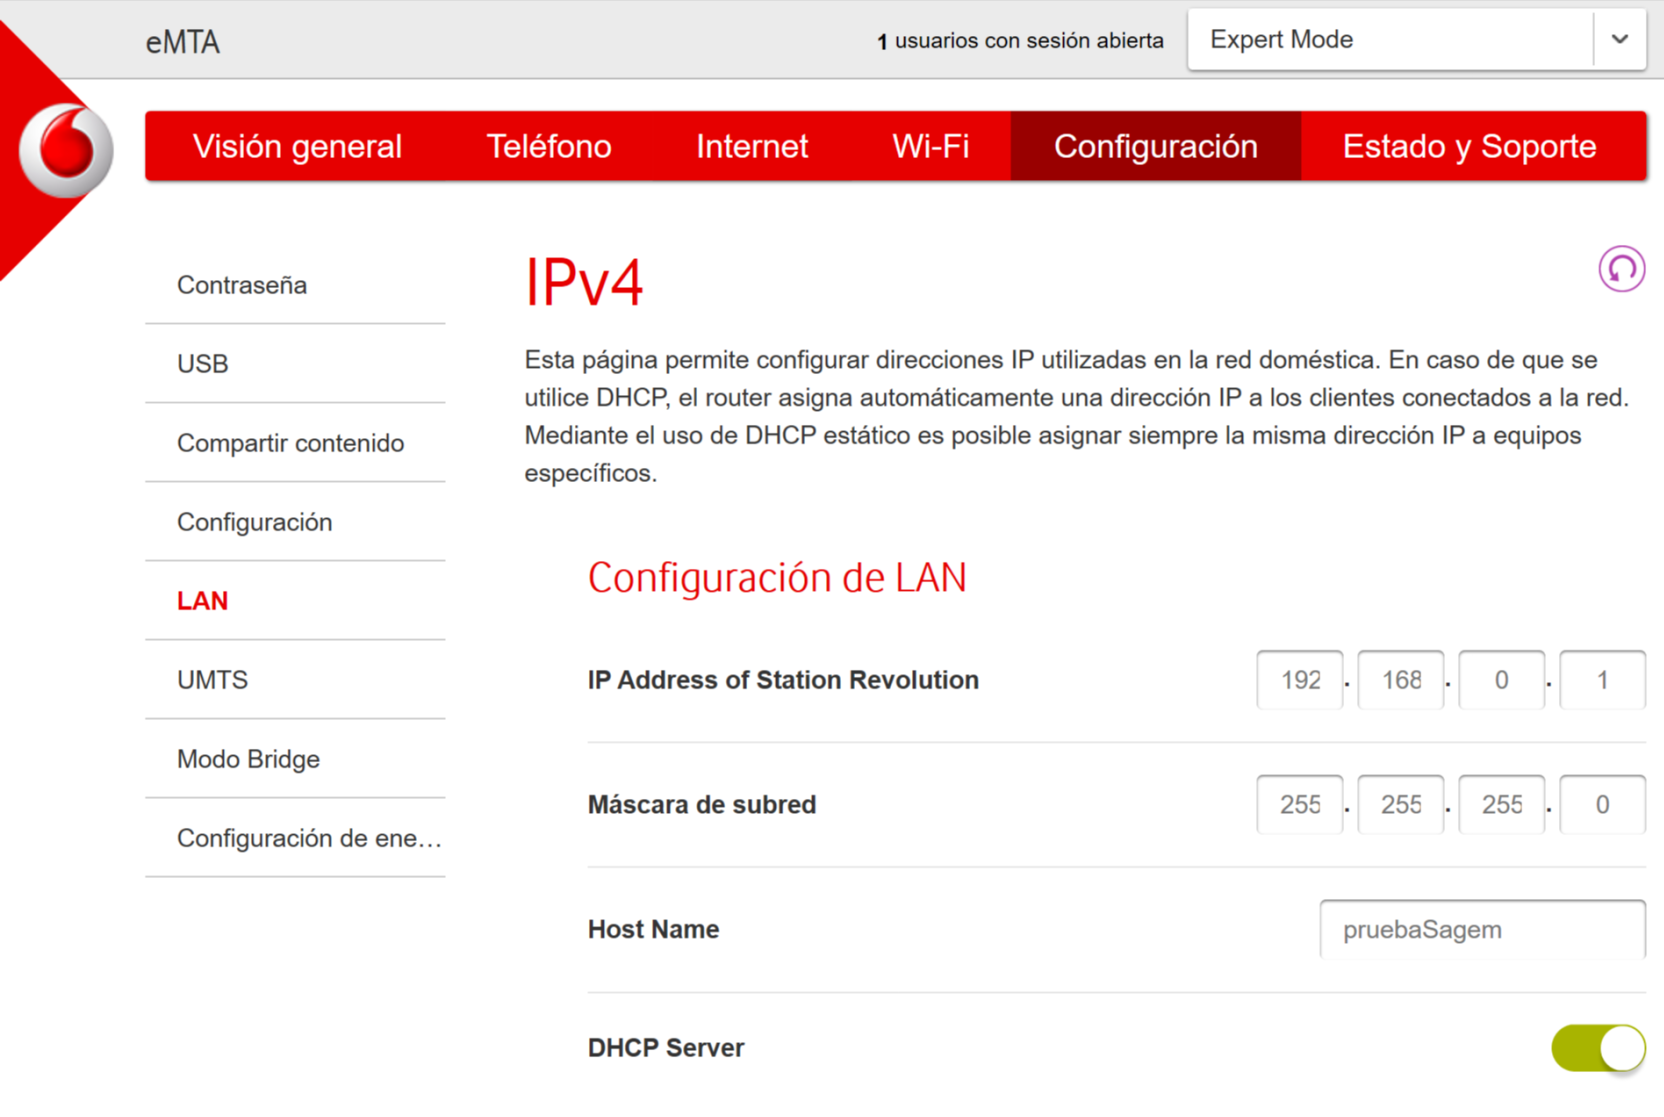 eMTA
1 usuarios con sesión abierta
Expert Mode
Visión general
Teléfono
Internet
Wi-Fi
Configuración
Estado y Soporte
Contraseña
USB
Compartir contenido
Configuración
LAN
UMTS
Modo Bridge
Configuración de ene…
IPv4
Esta página permite configurar direcciones IP utilizadas en la red doméstica. En caso de que se
utilice DHCP, el router asigna automáticamente una dirección IP a los clientes conectados a la red.
Mediante el uso de DHCP estático es posible asignar siempre la misma dirección IP a equipos
específicos.
Configuración de LAN
IP Address of Station Revolution 192 . 168 . 0 . 1
Máscara de subred 255 . 255 . 255 . 0
Host Name pruebaSagem
DHCP Server